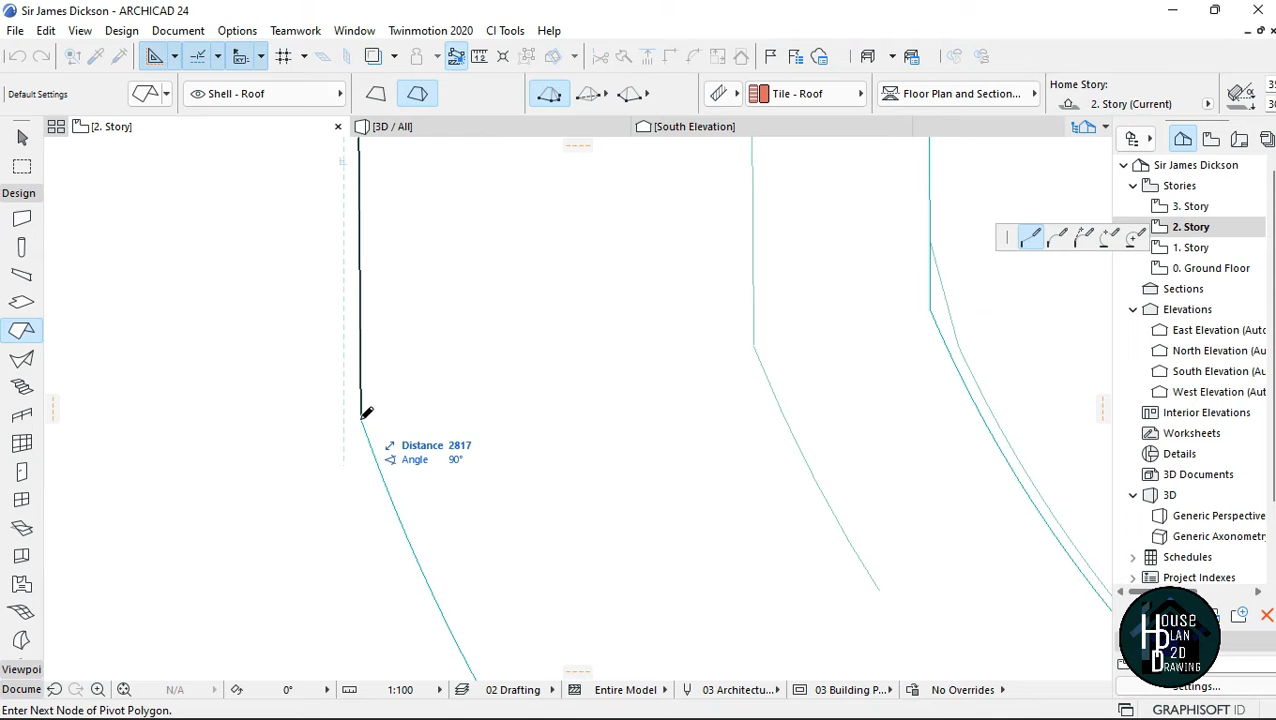 Sir James Dickson - ARCHICAD 24
File Edit View Design Document Options Teamwork Window Twinmotion 2020 CI Tools Help
Default Settings
Shell - Roof
Tile - Roof
Floor Plan and Section...
Home Story:
2. Story (Current)
[2. Story]
[3D / All]
[South Elevation]
Design
Sir James Dickson
Stories
3. Story
2. Story
1. Story
0. Ground Floor
Sections
Elevations
East Elevation (Auto
North Elevation (Aut
South Elevation (Au
West Elevation (Aut
Interior Elevations
Worksheets
Details
3D Documents
3D
Generic Perspective
Generic Axonometr
Schedules
Project Indexes
Distance 2817
Angle 90°
HOUSE
PLAN
2D
DRAWING
Settings...
Viewpoi
Docume
N/A
0°
1:100
02 Drafting
Entire Model
03 Architectu...
03 Building P...
No Overrides
Enter Next Node of Pivot Polygon.
GRAPHISOFT ID